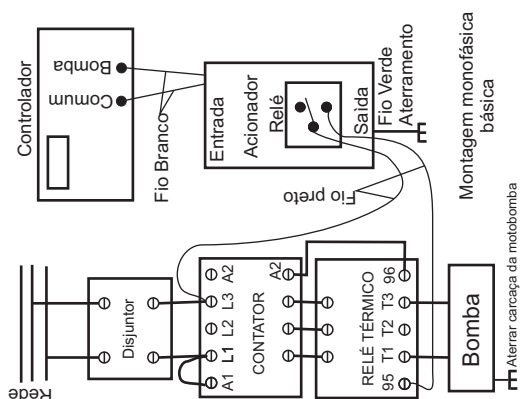 Rede
Disjuntor
A1 L1 L2 L3 A2
CONTATOR
A2
RELÉ TÉRMICO
95 T1 T2 T3 96
Bomba
Aterrar carcaça da motobomba
Controlador
Comum
Bomba
Fio Branco
Entrada
Acionador
Relé
Saida
Fio Verde
Aterramento
Fio preto
Montagem monofásica
básica